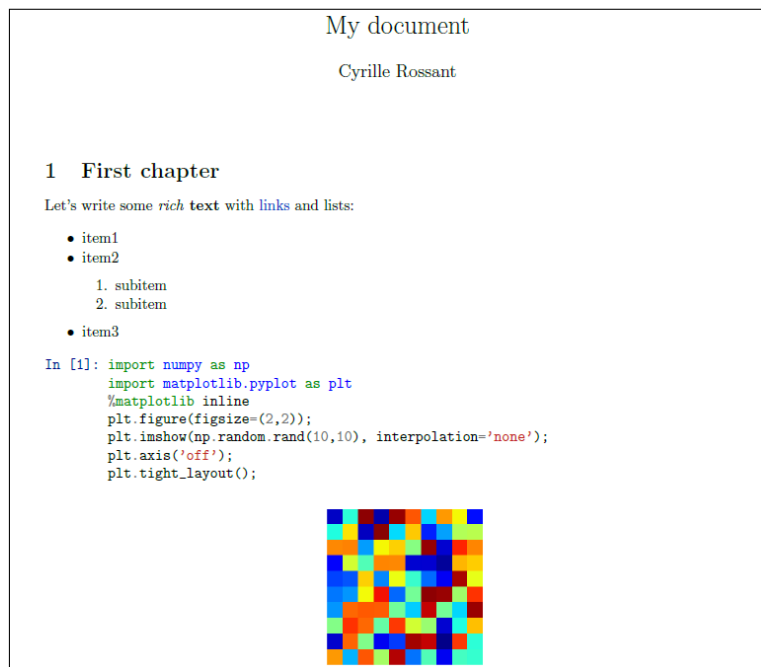 My document
Cyrille Rossant
1 First chapter
Let's write some rich text with links and lists:
• item1
• item2
1. subitem
2. subitem
• item3
In [1]: import numpy as np
import matplotlib.pyplot as plt
%matplotlib inline
plt.figure(figsize=(2,2));
plt.imshow(np.random.rand(10,10), interpolation='none');
plt.axis('off');
plt.tight_layout();